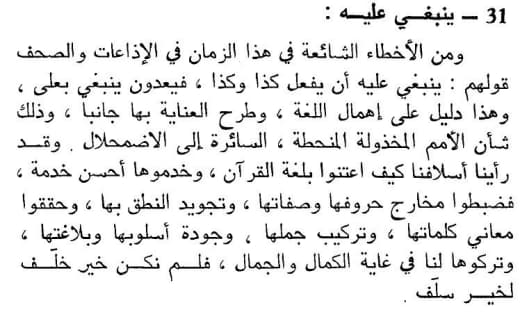 31 – ينبغي عليه :
ومن الأخطاء الشائعة في هذا الزمان في الإذاعات والصحف
قولهم : ينبغي عليه أن يفعل كذا وكذا ، فيعدون ينبغي بعلى ،
وهذا دليل على إهمال اللغة ، وطرح العناية بها جانباً ، وذلك
شأن الأمم المخذولة المنحطة ، السائرة إلى الاضمحلال . وقد
رأينا أسلافنا كيف اعتنوا بلغة القرآن ، وخدموها أحسن خدمة ،
فضبطوا مخارج حروفها وصفاتها ، وتجويد النطق بها ، وحققوا
معاني كلماتها ، وتركيب جملها ، وجودة أسلوبها وبلاغتها ،
وتركوها لنا في غاية الكمال والجمال ، فلم نكن خير خلَف
لخير سلَف .